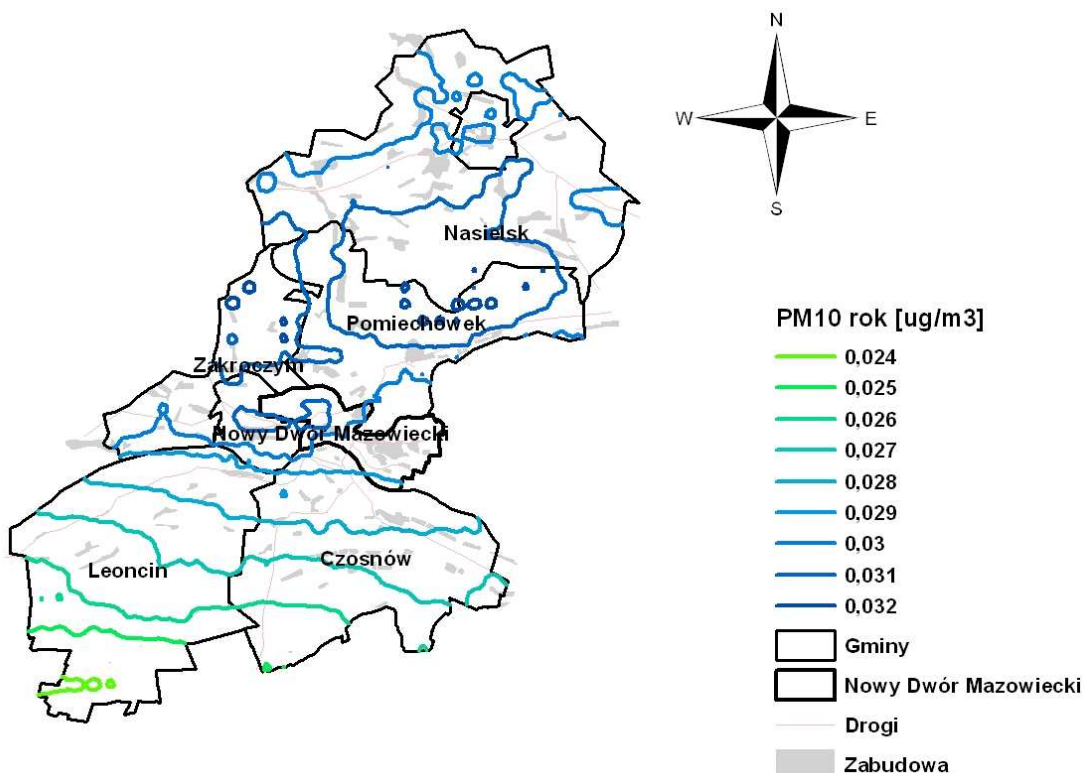 N
W
E
S
Nasielsk
Pomiechówek
Zakroczym
Nowy Dwór Mazowiecki
Leoncin
Czosnów
PM10 rok [ug/m3]
0,024
0,025
0,026
0,027
0,028
0,029
0,03
0,031
0,032
Gminy
Nowy Dwór Mazowiecki
Drogi
Zabudowa